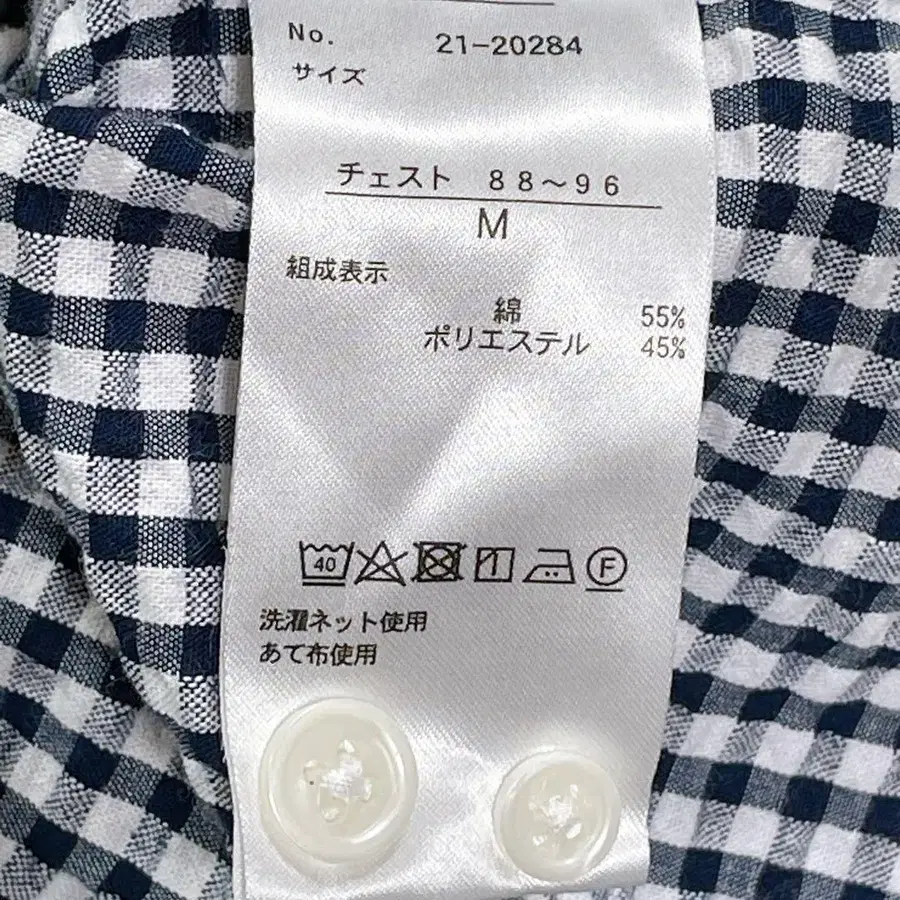 No. 21-20284
サイズ
チェスト 88～96
M
組成表示
綿 55%
ポリエステル 45%
40 F
洗濯ネット使用
あて布使用